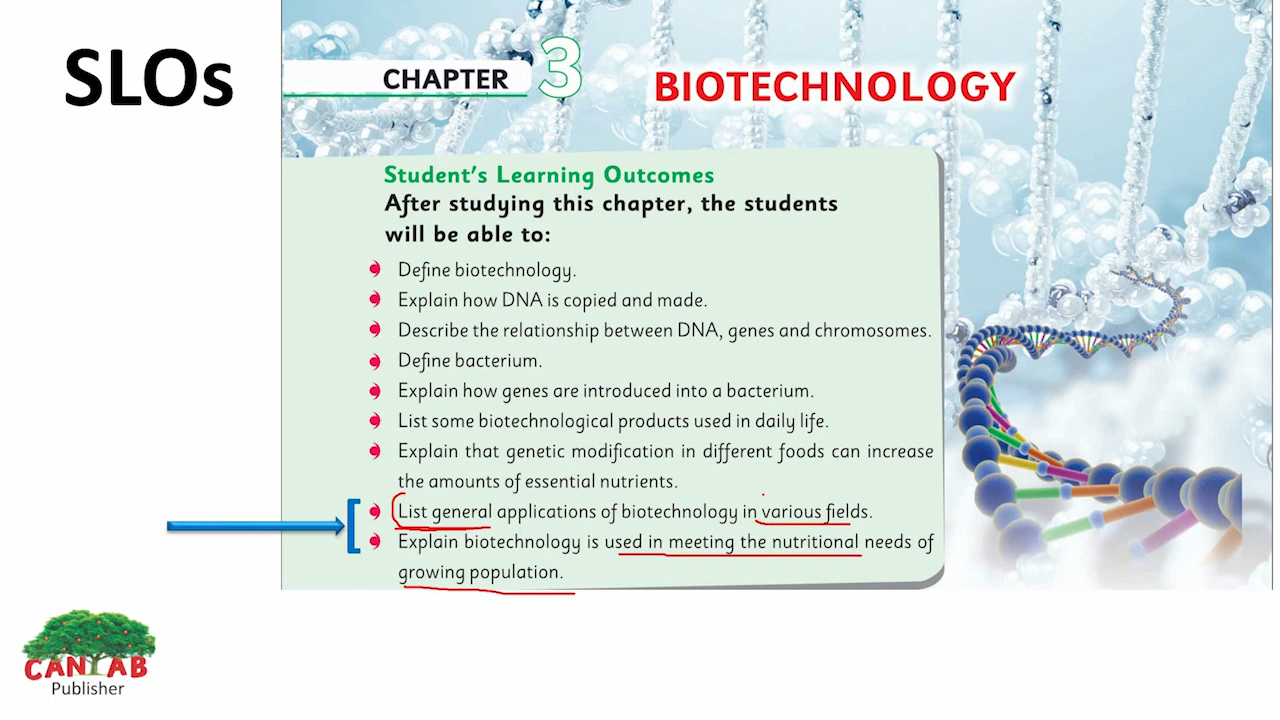 SLOs
CHAPTER 3
BIOTECHNOLOGY
Student's Learning Outcomes
After studying this chapter, the students
will be able to:
Define biotechnology.
Explain how DNA is copied and made.
Describe the relationship between DNA, genes and chromosomes.
Define bacterium.
Explain how genes are introduced into a bacterium.
List some biotechnological products used in daily life.
Explain that genetic modification in different foods can increase
the amounts of essential nutrients.
List general applications of biotechnology in various fields.
Explain biotechnology is used in meeting the nutritional needs of
growing population.
CANTAB
Publisher